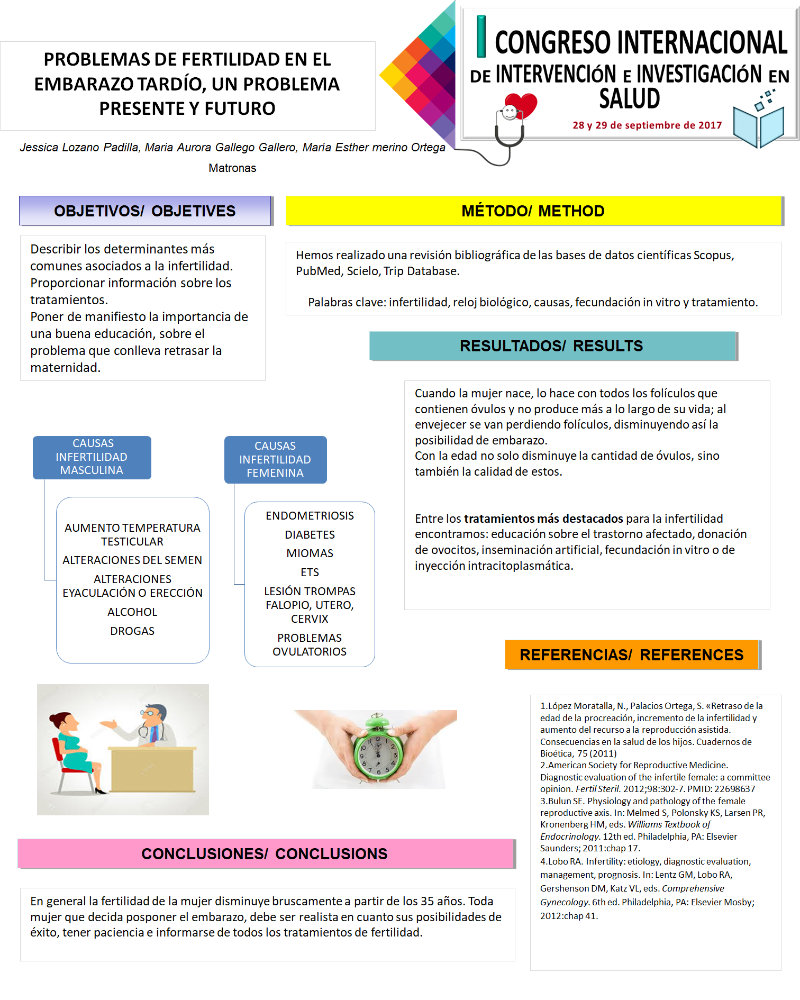 PROBLEMAS DE FERTILIDAD EN EL
EMBARAZO TARDÍO, UN PROBLEMA
PRESENTE Y FUTURO
I CONGRESO INTERNACIONAL
DE INTERVENCIÓN E INVESTIGACIÓN EN
SALUD
28 y 29 de septiembre de 2017
Jessica Lozano Padilla, Maria Aurora Gallego Gallero, María Esther merino Ortega
Matronas
OBJETIVOS/ OBJETIVES
Describir los determinantes más
comunes asociados a la infertilidad.
Proporcionar información sobre los
tratamientos.
Poner de manifiesto la importancia de
una buena educación, sobre el
problema que conlleva retrasar la
maternidad.
MÉTODO/ METHOD
Hemos realizado una revisión bibliográfica de las bases de datos científicas Scopus,
PubMed, Scielo, Trip Database.
Palabras clave: infertilidad, reloj biológico, causas, fecundación in vitro y tratamiento.
RESULTADOS/ RESULTS
Cuando la mujer nace, lo hace con todos los folículos que
contienen óvulos y no produce más a lo largo de su vida; al
envejecer se van perdiendo folículos, disminuyendo así la
posibilidad de embarazo.
Con la edad no solo disminuye la cantidad de óvulos, sino
también la calidad de estos.
Entre los tratamientos más destacados para la infertilidad
encontramos: educación sobre el trastorno afectado, donación
de ovocitos, inseminación artificial, fecundación in vitro o de
inyección intracitoplasmática.
CAUSAS
INFERTILIDAD
MASCULINA
AUMENTO TEMPERATURA
TESTICULAR
ALTERACIONES DEL SEMEN
ALTERACIONES
EYACULACIÓN O ERECCIÓN
ALCOHOL
DROGAS
CAUSAS
INFERTILIDAD
FEMENINA
ENDOMETRIOSIS
DIABETES
MIOMAS
ETS
LESIÓN TROMPAS
FALOPIO, UTERO,
CERVIX
PROBLEMAS
OVULATORIOS
REFERENCIAS/ REFERENCES
1.López Moratalla, N., Palacios Ortega, S. «Retraso de la
edad de la procreación, incremento de la infertilidad y
aumento del recurso a la reproducción asistida.
Consecuencias en la salud de los hijos. Cuadernos de
Bioética, 75 (2011)
2.American Society for Reproductive Medicine.
Diagnostic evaluation of the infertile female: a committee
opinion. Fertil Steril. 2012;98:302-7. PMID: 22698637
3.Bulun SE. Physiology and pathology of the female
reproductive axis. In: Melmed S, Polonsky KS, Larsen PR,
Kronenberg HM, eds. Williams Textbook of
Endocrinology. 12th ed. Philadelphia, PA: Elsevier
Saunders; 2011:chap 17.
4.Lobo RA. Infertility: etiology, diagnostic evaluation,
management, prognosis. In: Lentz GM, Lobo RA,
Gershenson DM, Katz VL, eds. Comprehensive
Gynecology. 6th ed. Philadelphia, PA: Elsevier Mosby;
2012:chap 41.
CONCLUSIONES/ CONCLUSIONS
En general la fertilidad de la mujer disminuye bruscamente a partir de los 35 años. Toda
mujer que decida posponer el embarazo, debe ser realista en cuanto sus posibilidades de
éxito, tener paciencia e informarse de todos los tratamientos de fertilidad.